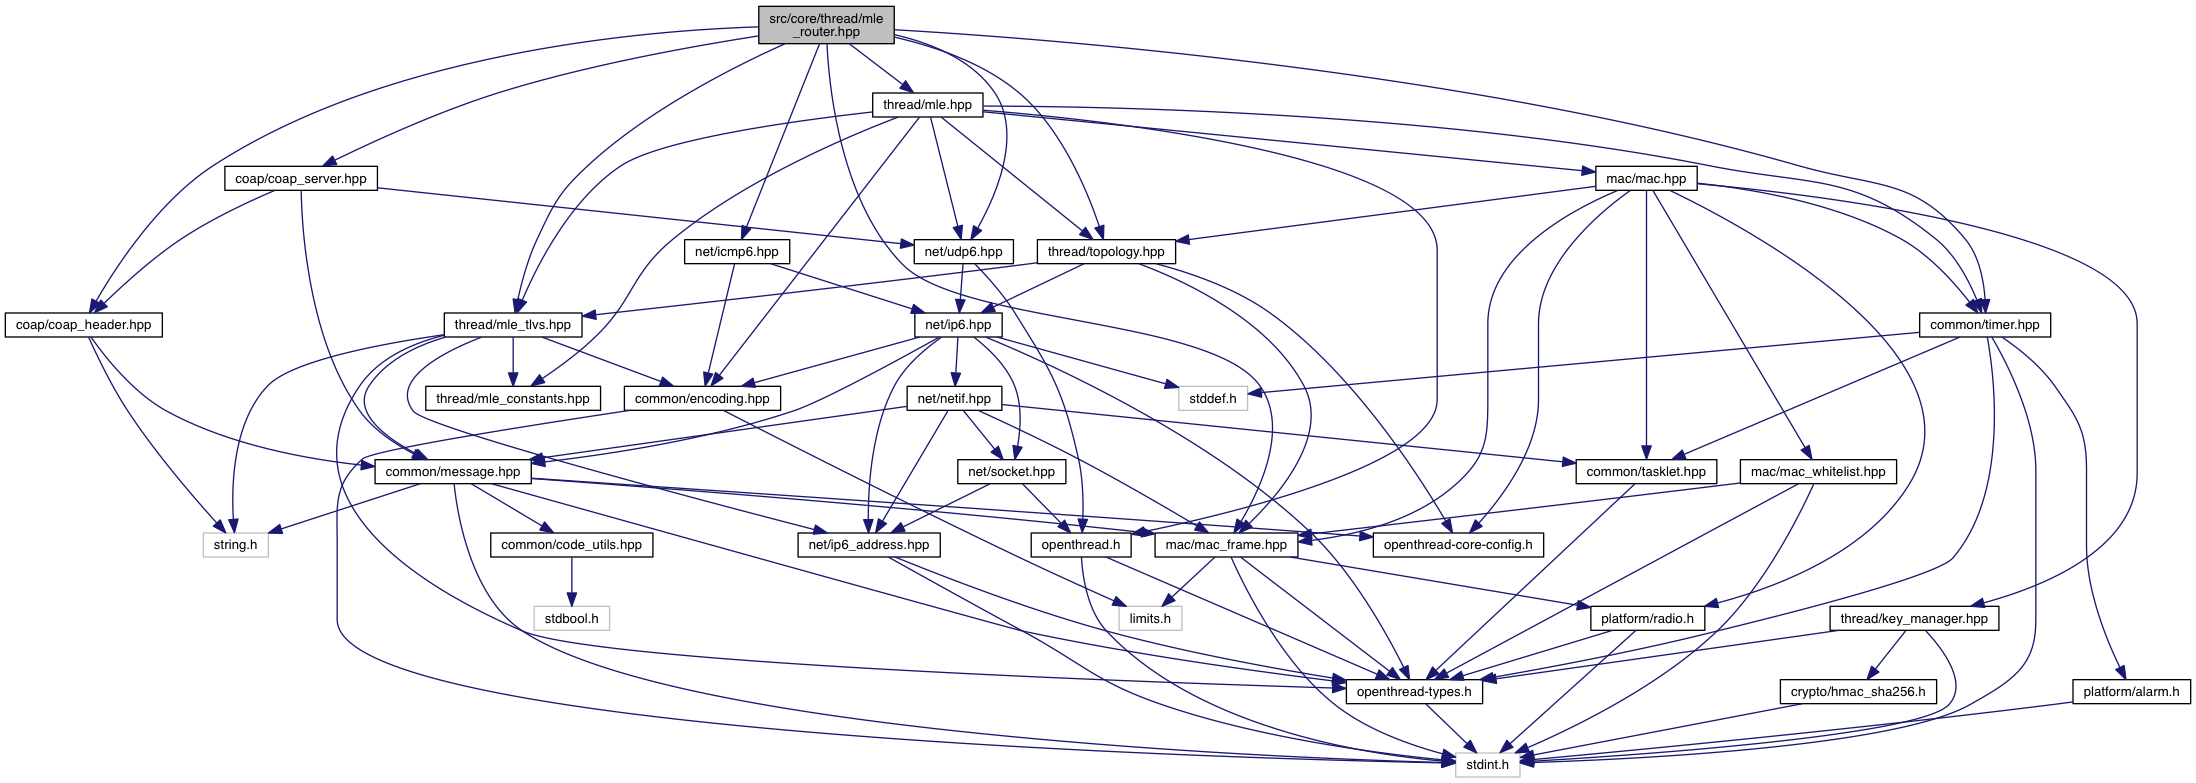 src/core/thread/mle
_router.hpp
thread/mle.hpp
coap/coap_server.hpp
mac/mac.hpp
net/icmp6.hpp
net/udp6.hpp
thread/topology.hpp
coap/coap_header.hpp
thread/mle_tlvs.hpp
net/ip6.hpp
common/timer.hpp
thread/mle_constants.hpp
common/encoding.hpp
net/netif.hpp
stddef.h
common/message.hpp
net/socket.hpp
common/tasklet.hpp
mac/mac_whitelist.hpp
string.h
common/code_utils.hpp
net/ip6_address.hpp
openthread.h
mac/mac_frame.hpp
openthread-core-config.h
stdbool.h
limits.h
platform/radio.h
thread/key_manager.hpp
openthread-types.h
crypto/hmac_sha256.h
platform/alarm.h
stdint.h